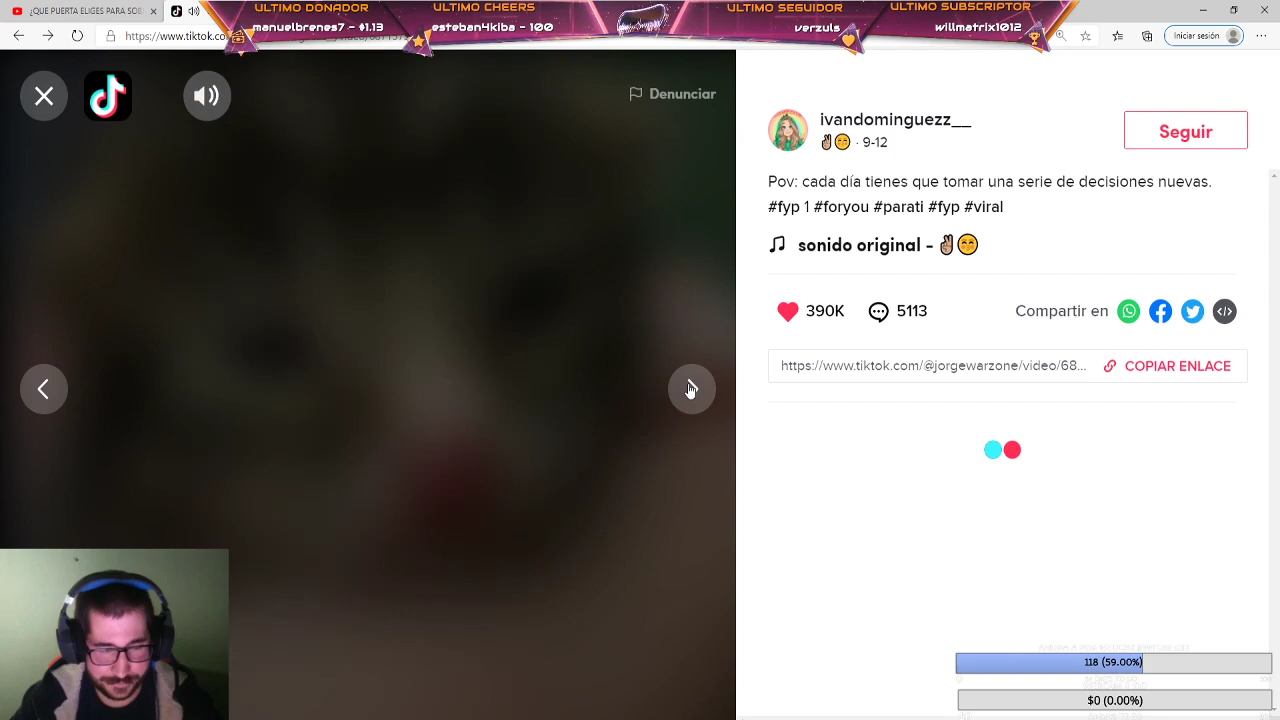 ULTIMO DONADOR
manuelbrenes7 - $1.13
ULTIMO CHEERS
esteban4kiba - 100
ULTIMO SEGUIDOR
verzuls
ULTIMO SUBSCRIPTOR
willmatrix1012
¿QUEPUERTA ELIGES PARA SOB
https://www.tiktok.co
Iniciar sesión
Denunciar
ivandominguezz__
✌🏼😁 · 9-12
Seguir
Pov: cada día tienes que tomar una serie de decisiones nuevas.
#fyp 1 #foryou #parati #fyp #viral
sonido original - ✌🏼😁
390K
5113
Compartir en
https://www.tiktok.com/@jorgewarzone/video/68...
COPIAR ENLACE
118 (59.00%)
$0 (0.00%)